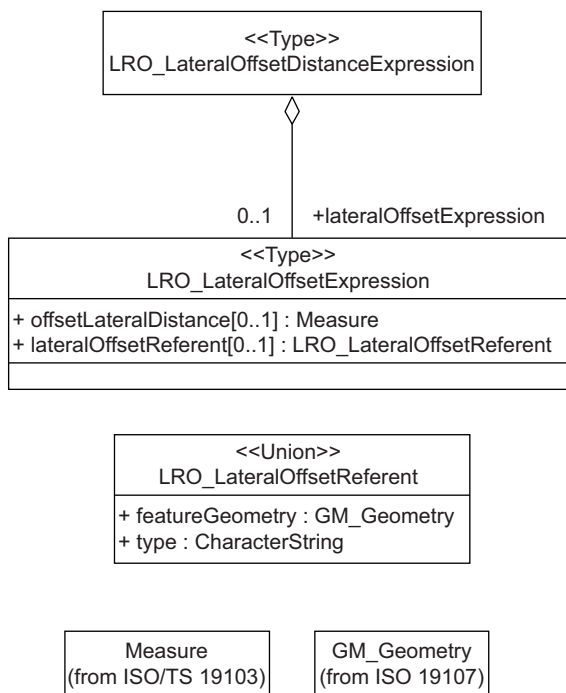 <<Type>>
LRO_LateralOffsetDistanceExpression
0..1 +lateralOffsetExpression
<<Type>>
LRO_LateralOffsetExpression
+ offsetLateralDistance[0..1] : Measure
+ lateralOffsetReferent[0..1] : LRO_LateralOffsetReferent
<<Union>>
LRO_LateralOffsetReferent
+ featureGeometry : GM_Geometry
+ type : CharacterString
Measure
(from ISO/TS 19103)
GM_Geometry
(from ISO 19107)